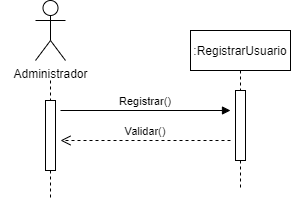 :RegistrarUsuario
Administrador
Registrar()
Validar()